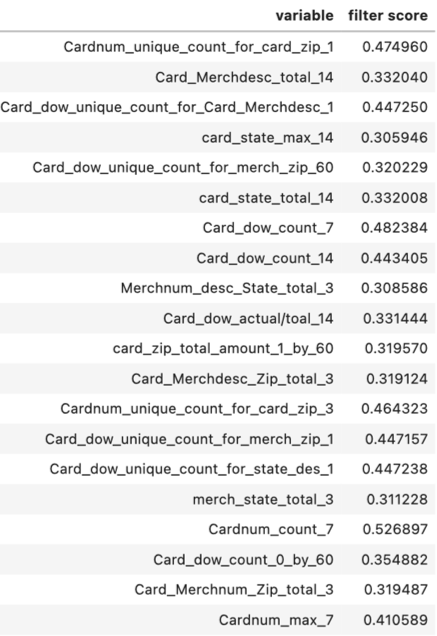 variable filter score
Cardnum_unique_count_for_card_zip_1 0.474960
Card_Merchdesc_total_14 0.332040
Card_dow_unique_count_for_Card_Merchdesc_1 0.447250
card_state_max_14 0.305946
Card_dow_unique_count_for_merch_zip_60 0.320229
card_state_total_14 0.332008
Card_dow_count_7 0.482384
Card_dow_count_14 0.443405
Merchnum_desc_State_total_3 0.308586
Card_dow_actual/toal_14 0.331444
card_zip_total_amount_1_by_60 0.319570
Card_Merchdesc_Zip_total_3 0.319124
Cardnum_unique_count_for_card_zip_3 0.464323
Card_dow_unique_count_for_merch_zip_1 0.447157
Card_dow_unique_count_for_state_des_1 0.447238
merch_state_total_3 0.311228
Cardnum_count_7 0.526897
Card_dow_count_0_by_60 0.354882
Card_Merchnum_Zip_total_3 0.319487
Cardnum_max_7 0.410589